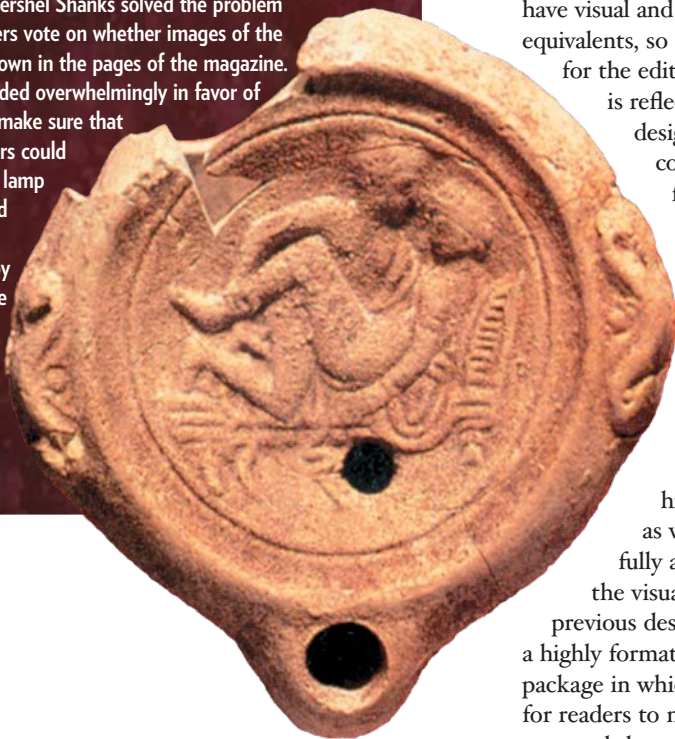 ershel Shanks solved the problem
ers vote on whether images of the
own in the pages of the magazine.
ded overwhelmingly in favor of
make sure that
rs could
lamp
d
by
e
have visual and
equivalents, so
for the edit
is refle
desig
co
f
h
as
fully a
the visua
previous des
a highly format
package in whic
for readers to